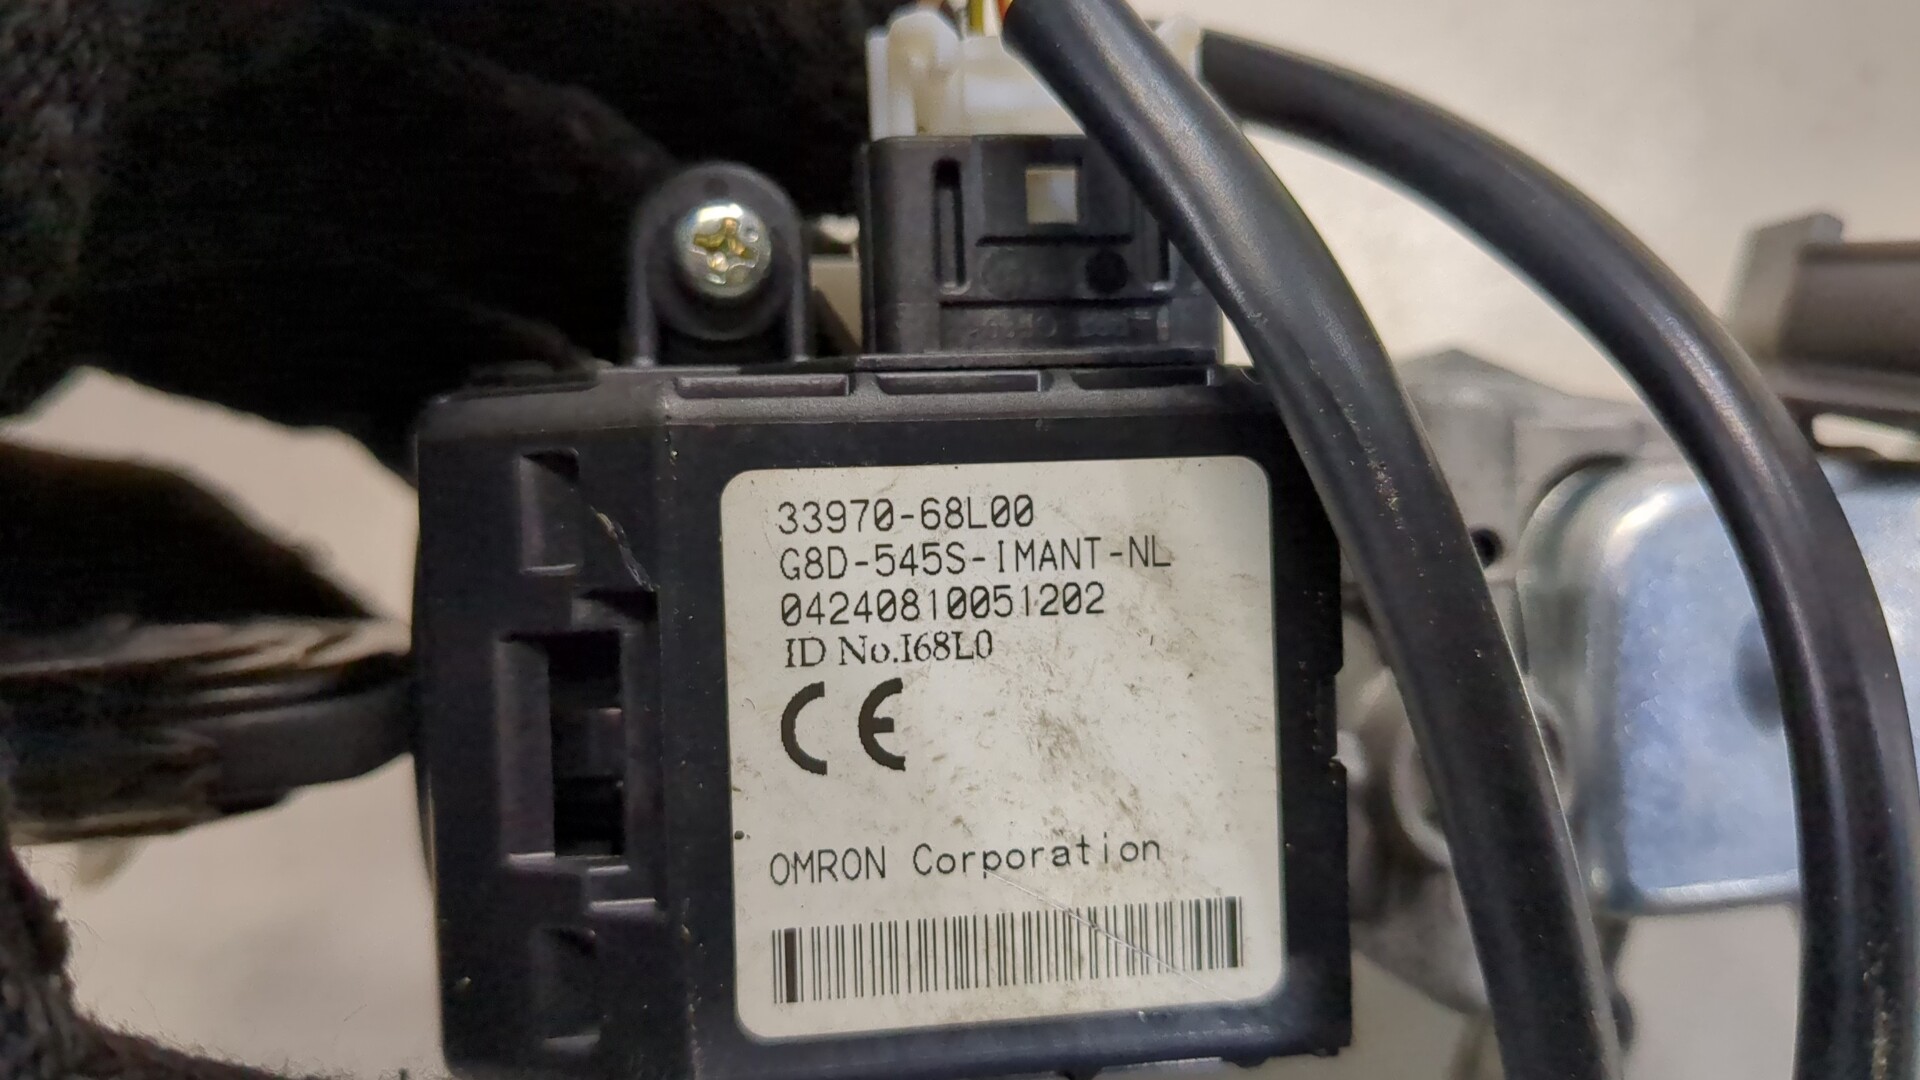 33970-68L00
G8D-545S-IMANT-NL
04240810051202
ID No.I68L0
CE
OMRON Corporation